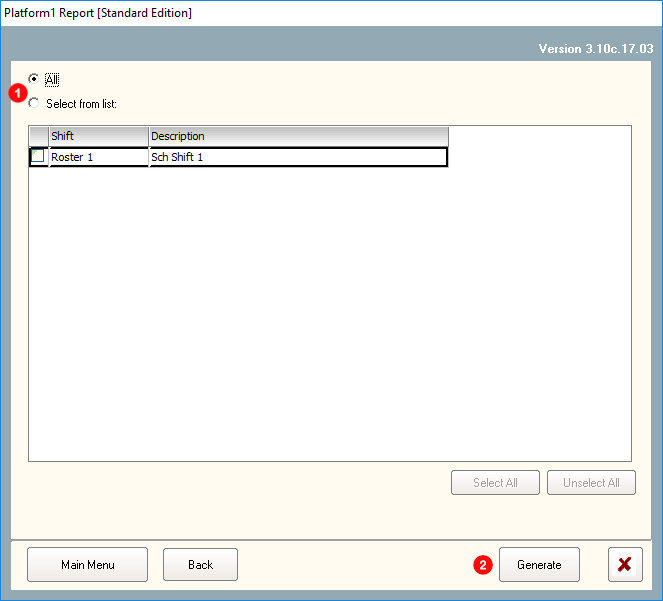 Platform1 Report [Standard Edition]
Version 3.10c.17.03
All
1
Select from list:
Shift Description
Roster 1 Sch Shift 1
Select All Unselect All
Main Menu Back 2 Generate